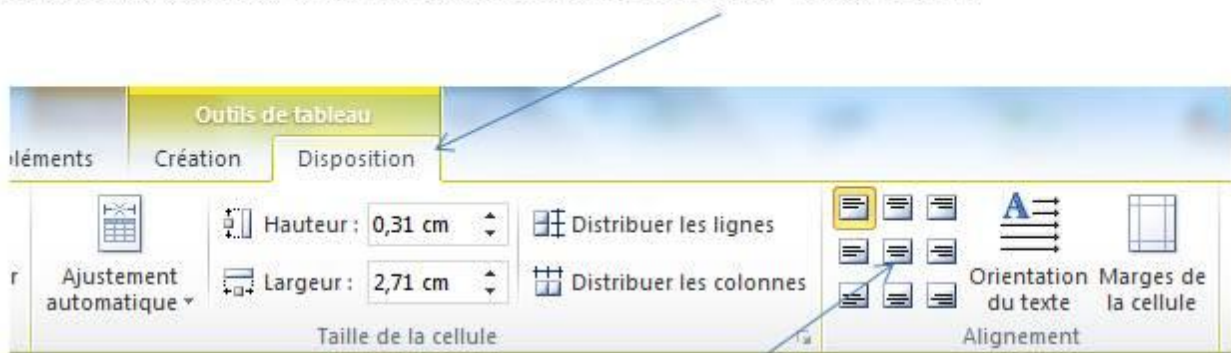 Outils de tableau
léments Création Disposition
Hauteur : 0,31 cm Distribuer les lignes
Ajustement automatique Largeur : 2,71 cm Distribuer les colonnes
Orientation du texte Marges de la cellule
Taille de la cellule Alignement